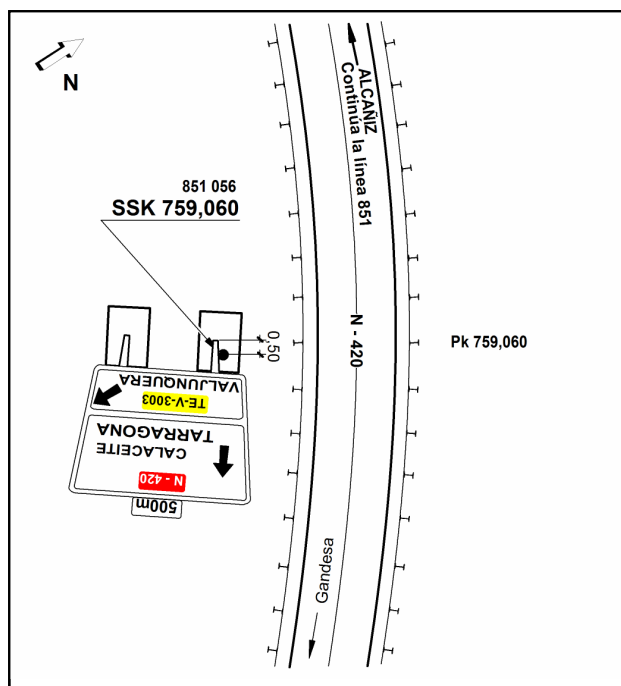 N
ALCAÑIZ
Continúa la línea 851
851 056
SSK 759,060
N - 420
Pk 759,060
0,50
VALJUNQUERA
TE-V-3003
TARRAGONA
CALACEITE
N - 420
500m
Gandesa